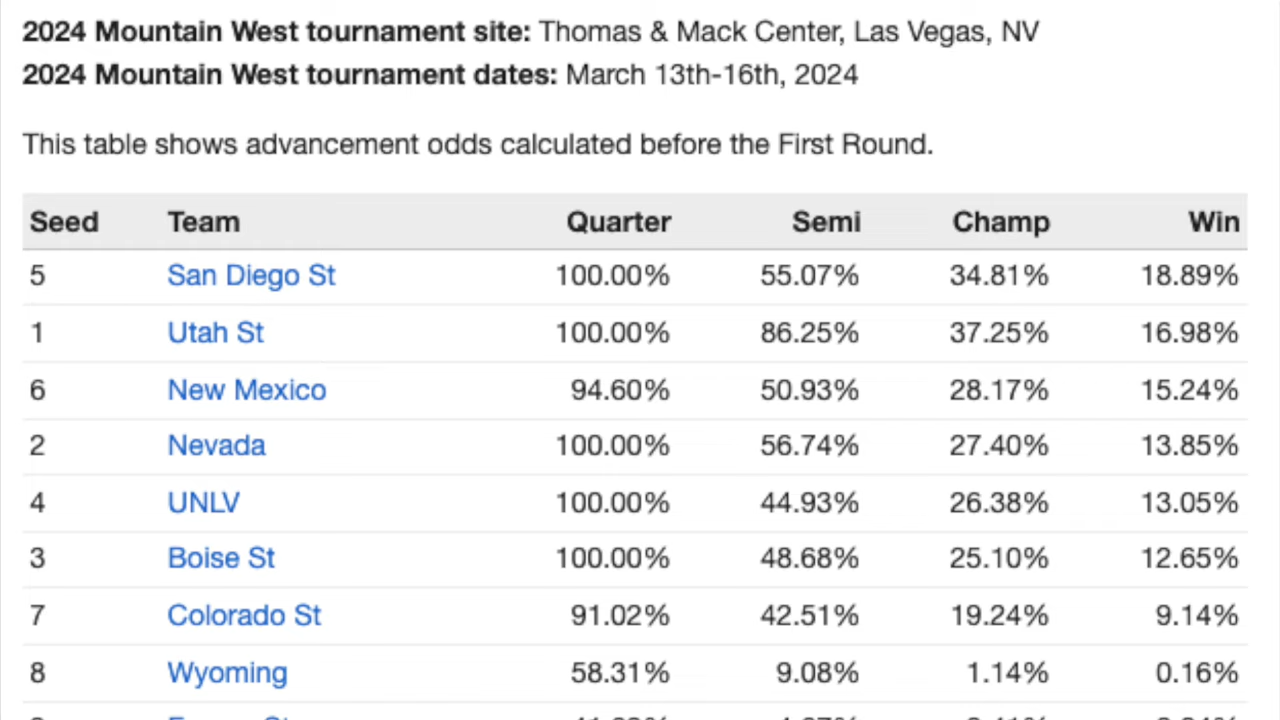 2024 Mountain West tournament site: Thomas & Mack Center, Las Vegas, NV
2024 Mountain West tournament dates: March 13th-16th, 2024
This table shows advancement odds calculated before the First Round.
Seed Team Quarter Semi Champ Win
5 San Diego St 100.00% 55.07% 34.81% 18.89%
1 Utah St 100.00% 86.25% 37.25% 16.98%
6 New Mexico 94.60% 50.93% 28.17% 15.24%
2 Nevada 100.00% 56.74% 27.40% 13.85%
4 UNLV 100.00% 44.93% 26.38% 13.05%
3 Boise St 100.00% 48.68% 25.10% 12.65%
7 Colorado St 91.02% 42.51% 19.24% 9.14%
8 Wyoming 58.31% 9.08% 1.14% 0.16%